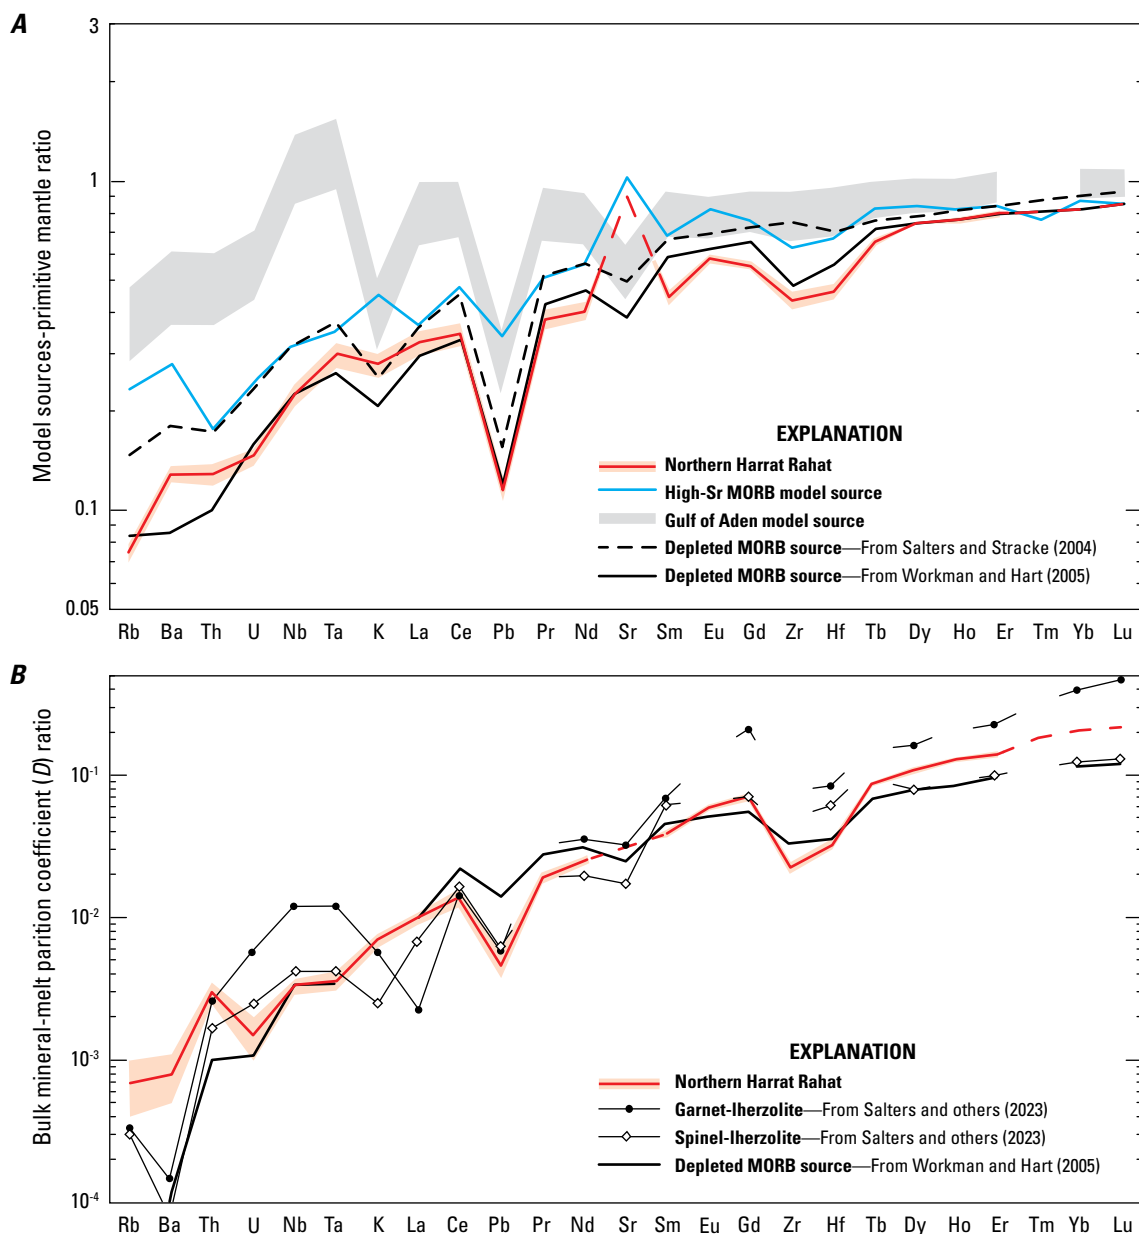 A
Model sources-primitive mantle ratio
3
1
0.1
0.05
EXPLANATION
Northern Harrat Rahat
High-Sr MORB model source
Gulf of Aden model source
Depleted MORB source—From Salters and Stracke (2004)
Depleted MORB source—From Workman and Hart (2005)
Rb Ba Th U Nb Ta K La Ce Pb Pr Nd Sr Sm Eu Gd Zr Hf Tb Dy Ho Er Tm Yb Lu
B
Bulk mineral-melt parition coefficient (D) ratio
10-1
10-2
10-3
10-4
EXPLANATION
Northern Harrat Rahat
Garnet-lherzolite—From Salters and others (2023)
Spinel-lherzolite—From Salters and others (2023)
Depleted MORB source—From Workman and Hart (2005)
Rb Ba Th U Nb Ta K La Ce Pb Pr Nd Sr Sm Eu Gd Zr Hf Tb Dy Ho Er Tm Yb Lu